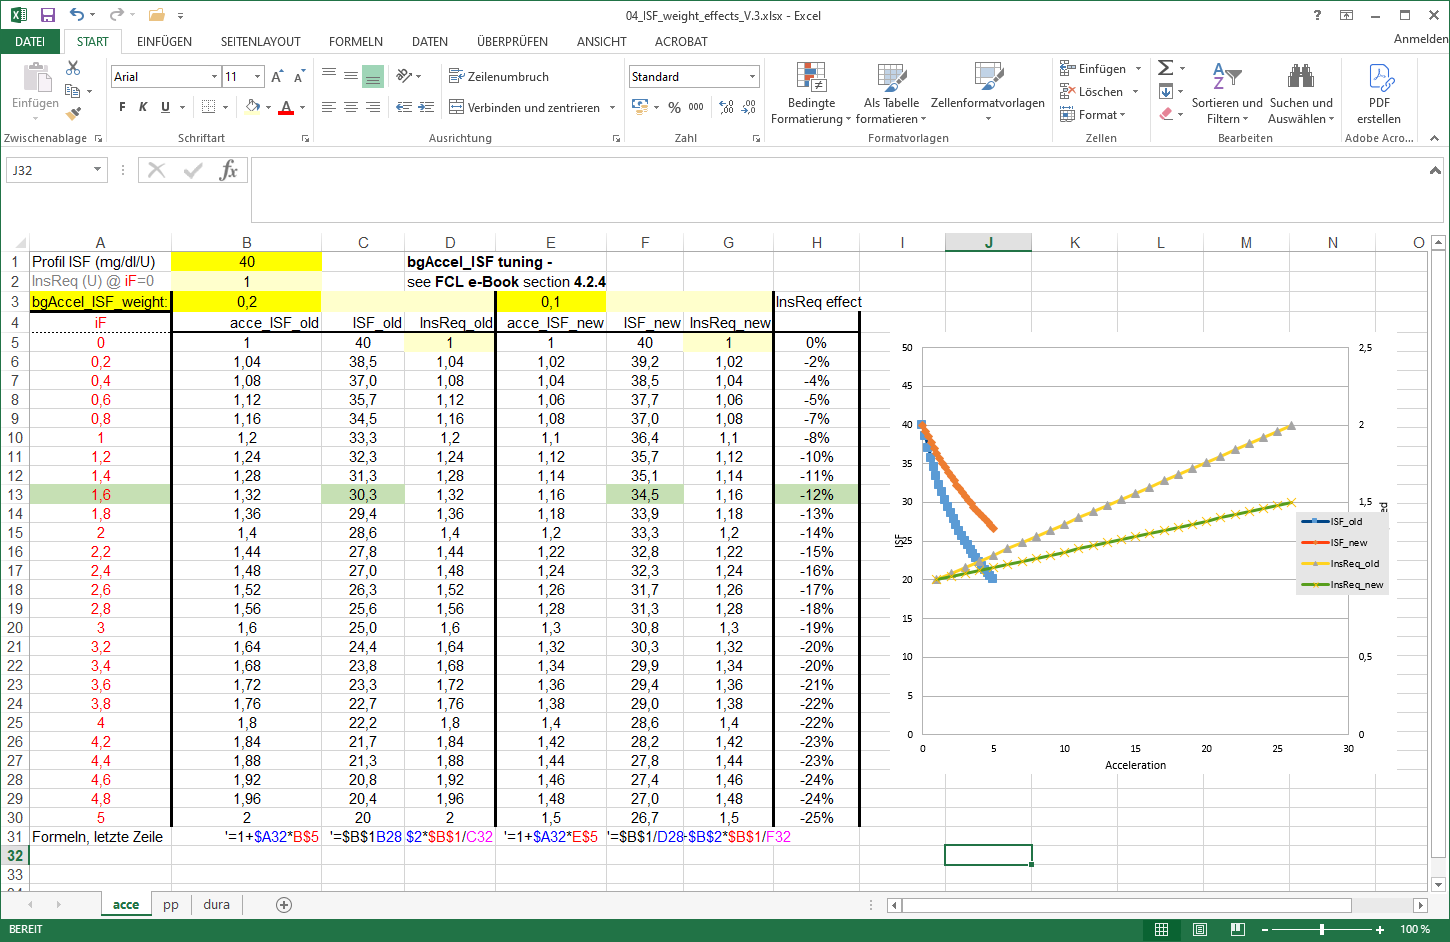 04_ISF_weight_effects_V.3.xlsx - Excel
DATEI START EINFÜGEN SEITENLAYOUT FORMELN DATEN ÜBERPRÜFEN ANSICHT ACROBAT Anmelden
Einfügen
Arial 11
F K U
Zeilenumbruch
Verbinden und zentrieren
Standard
% 000
Bedingte Formatierung
Als Tabelle formatieren
Zellenformatvorlagen
Einfügen
Löschen
Format
Sortieren und Filtern
Suchen und Auswählen
PDF erstellen
Zwischenablage Schriftart Ausrichtung Zahl Formatvorlagen Zellen Bearbeiten Adobe Acro...
J32 fx
A B C D E F G H I J K L M N O
1 Profil ISF (mg/dl/U) 40 bgAccel_ISF tuning -
2 InsReq (U) @ iF=0 1 see FCL e-Book section 4.2.4
3 bgAccel_ISF_weight: 0,2 0,1 InsReq effect
4 iF acce_ISF_old ISF_old InsReq_old acce_ISF_new ISF_new InsReq_new
5 0 1 40 1 1 40 1 0%
6 0,2 1,04 38,5 1,04 1,02 39,2 1,02 -2%
7 0,4 1,08 37,0 1,08 1,04 38,5 1,04 -4%
8 0,6 1,12 35,7 1,12 1,06 37,7 1,06 -5%
9 0,8 1,16 34,5 1,16 1,08 37,0 1,08 -7%
10 1 1,2 33,3 1,2 1,1 36,4 1,1 -8%
11 1,2 1,24 32,3 1,24 1,12 35,7 1,12 -10%
12 1,4 1,28 31,3 1,28 1,14 35,1 1,14 -11%
13 1,6 1,32 30,3 1,32 1,16 34,5 1,16 -12%
14 1,8 1,36 29,4 1,36 1,18 33,9 1,18 -13%
15 2 1,4 28,6 1,4 1,2 33,3 1,2 -14%
16 2,2 1,44 27,8 1,44 1,22 32,8 1,22 -15%
17 2,4 1,48 27,0 1,48 1,24 32,3 1,24 -16%
18 2,6 1,52 26,3 1,52 1,26 31,7 1,26 -17%
19 2,8 1,56 25,6 1,56 1,28 31,3 1,28 -18%
20 3 1,6 25,0 1,6 1,3 30,8 1,3 -19%
21 3,2 1,64 24,4 1,64 1,32 30,3 1,32 -20%
22 3,4 1,68 23,8 1,68 1,34 29,9 1,34 -20%
23 3,6 1,72 23,3 1,72 1,36 29,4 1,36 -21%
24 3,8 1,76 22,7 1,76 1,38 29,0 1,38 -22%
25 4 1,8 22,2 1,8 1,4 28,6 1,4 -22%
26 4,2 1,84 21,7 1,84 1,42 28,2 1,42 -23%
27 4,4 1,88 21,3 1,88 1,44 27,8 1,44 -23%
28 4,6 1,92 20,8 1,92 1,46 27,4 1,46 -24%
29 4,8 1,96 20,4 1,96 1,48 27,0 1,48 -24%
30 5 2 20 2 1,5 26,7 1,5 -25%
31 Formeln, letzte Zeile '=1+$A32*B$5 '=$B$1B28 $2*$B$1/C32 '=1+$A32*E$5 '=$B$1/D28 $B$2*$B$1/F32
32
33
50
45
40
35
30
25
20
15
10
5
0
ISF
2,5
2
1,5
0,5
0
ed
ISF_old
ISF_new
InsReq_old
InsReq_new
0 5 10 15 20 25 30
Acceleration
acce pp dura
BEREIT 100 %